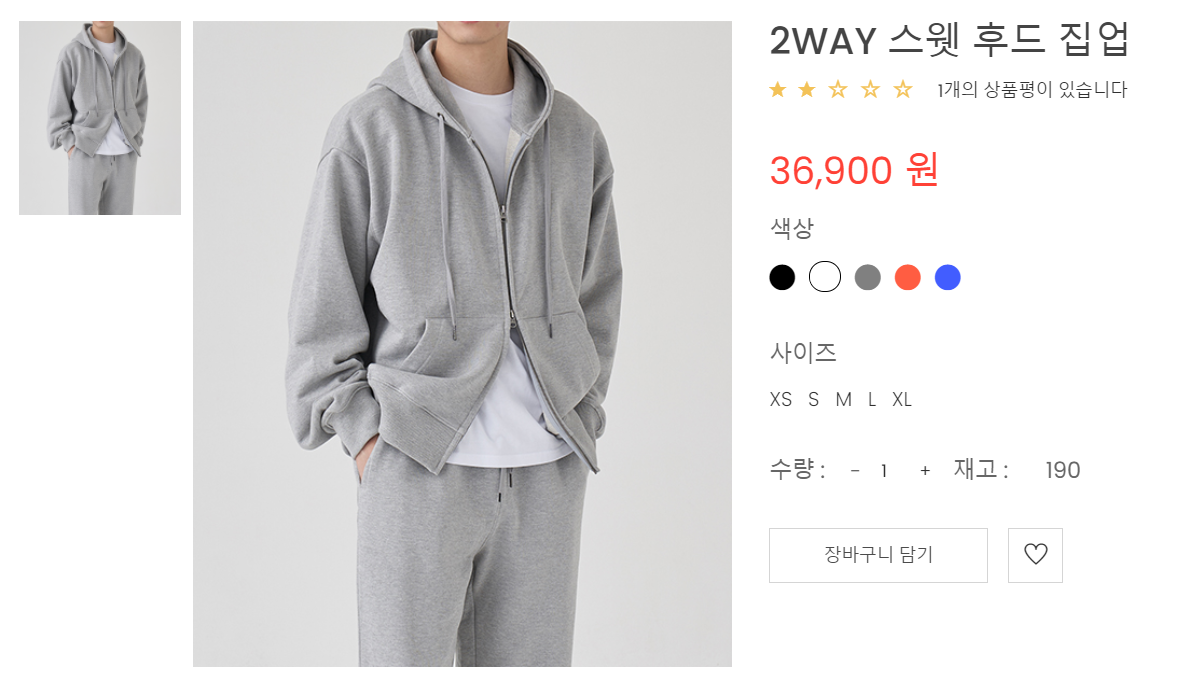 2WAY 스웻 후드 집업
1개의 상품평이 있습니다
36,900 원
색상
사이즈
XS S M L XL
수량 : - 1 + 재고 : 190
장바구니 담기